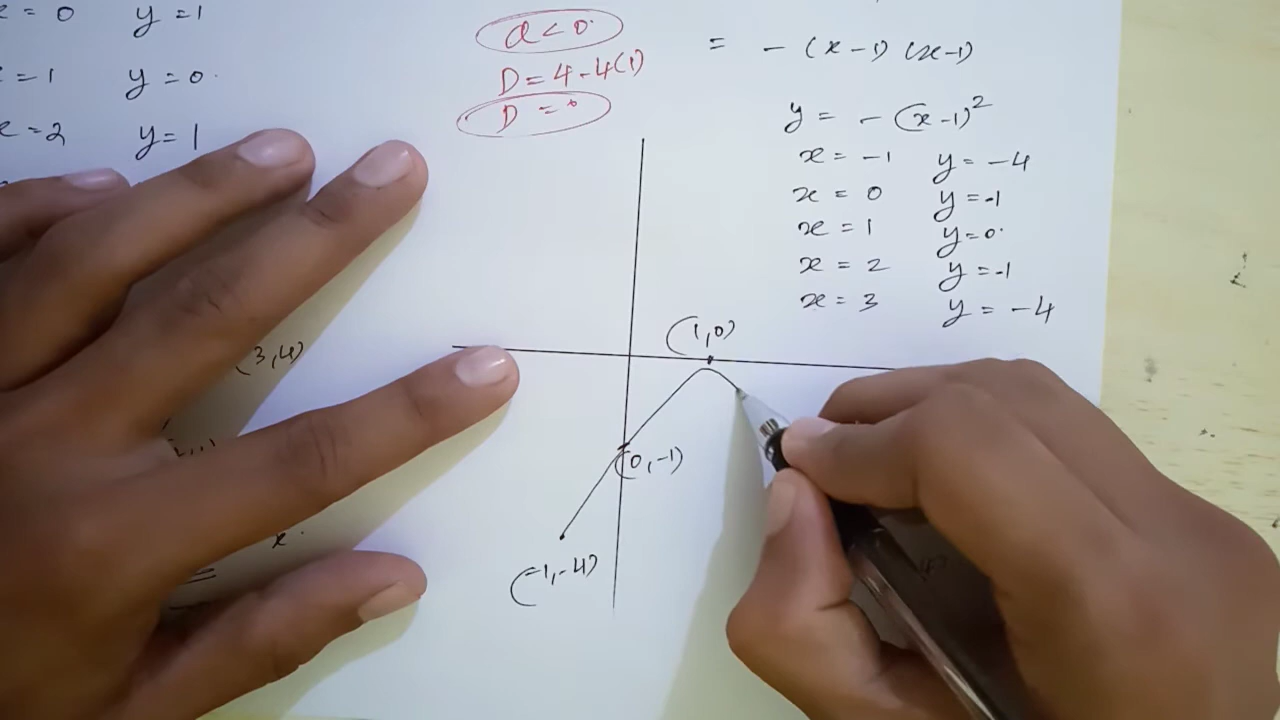 x = 0 y = 1
x = 1 y = 0.
x = 2 y = 1
a < 0.
D = 4 - 4(1)
D = 0
= - (x-1) (x-1)
y = - (x-1)²
x = -1 y = -4
x = 0 y = -1
x = 1 y = 0.
x = 2 y = -1
x = 3 y = -4
(1,0)
(3,4)
(0,-1)
x.
(-1,-4)